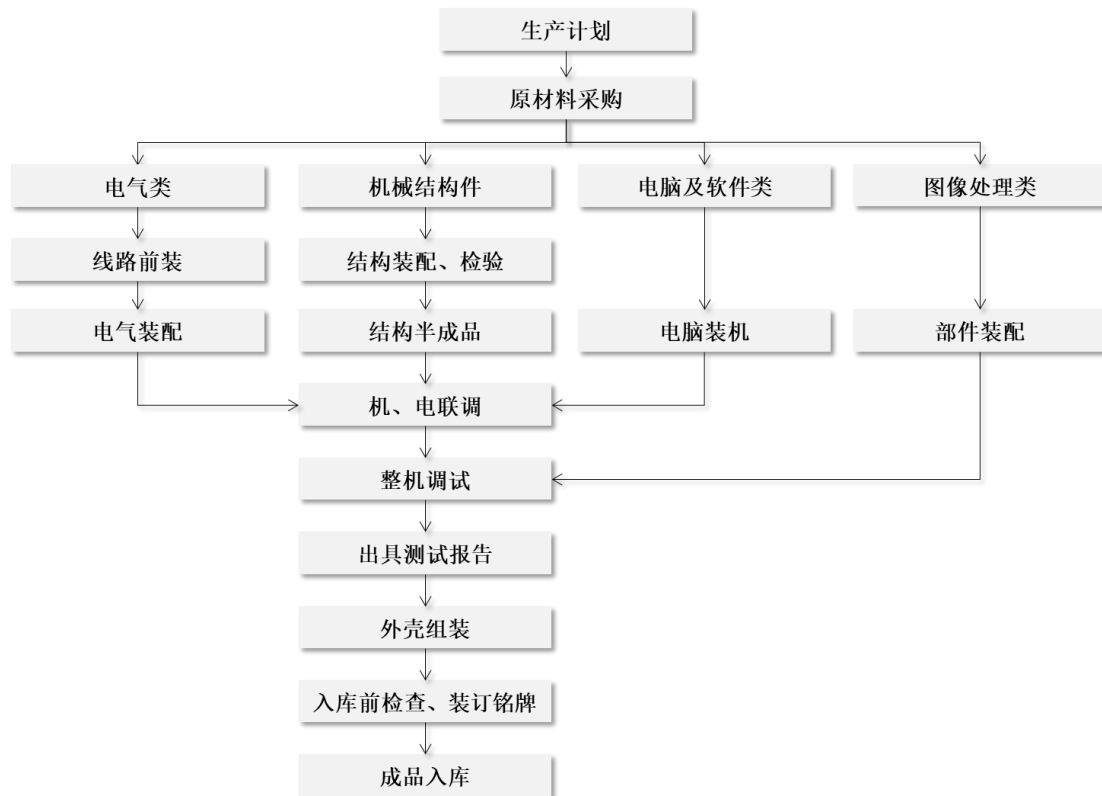 生产计划
原材料采购
电气类
机械结构件
电脑及软件类
图像处理类
线路前装
结构装配、检验
电气装配
结构半成品
电脑装机
部件装配
机、电联调
整机调试
出具测试报告
外壳组装
入库前检查、装订铭牌
成品入库